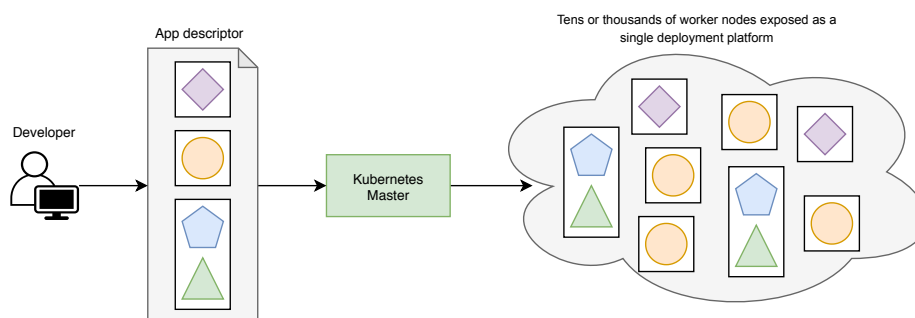 Developer
App descriptor
Kubernetes
Master
Tens or thousands of worker nodes exposed as a
single deployment platform